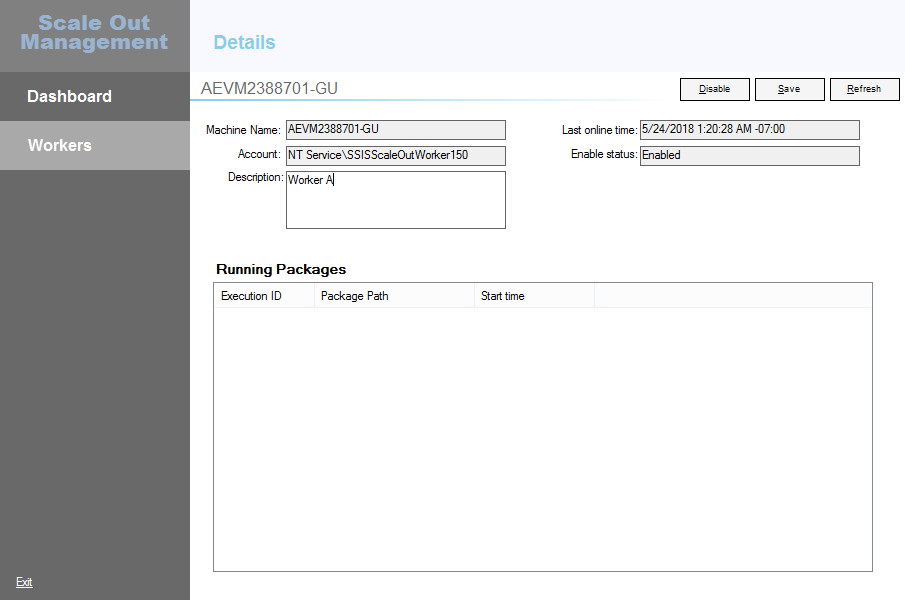 Scale Out
Management
Dashboard
Workers
Exit
Details
AEVM2388701-GU
Disable
Save
Refresh
Machine Name: AEVM2388701-GU
Last online time: 5/24/2018 1:20:28 AM -07:00
Account: NT Service\SSISScaleOutWorker150
Enable status: Enabled
Description: Worker A
Running Packages
Execution ID Package Path Start time